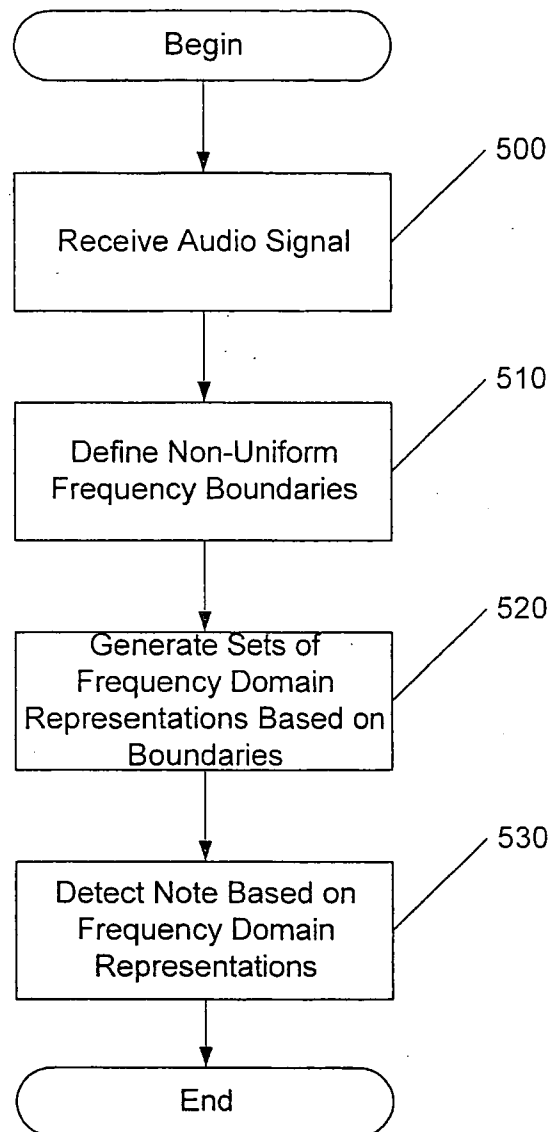 Begin
500
Receive Audio Signal
510
Define Non-Uniform
Frequency Boundaries
520
Generate Sets of
Frequency Domain
Representations Based on
Boundaries
530
Detect Note Based on
Frequency Domain
Representations
End